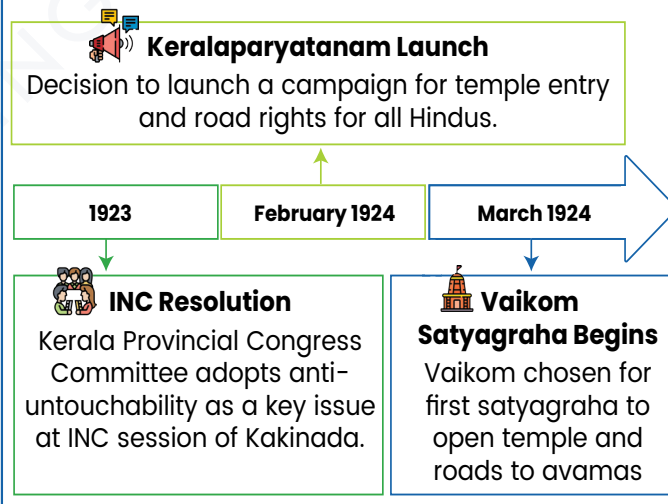 Keralaparyatanam Launch
Decision to launch a campaign for temple entry
and road rights for all Hindus.
1923
February 1924
March 1924
INC Resolution
Kerala Provincial Congress
Committee adopts anti-
untouchability as a key issue
at INC session of Kakinada.
Vaikom
Satyagraha Begins
Vaikom chosen for
first satyagraha to
open temple and
roads to avamas